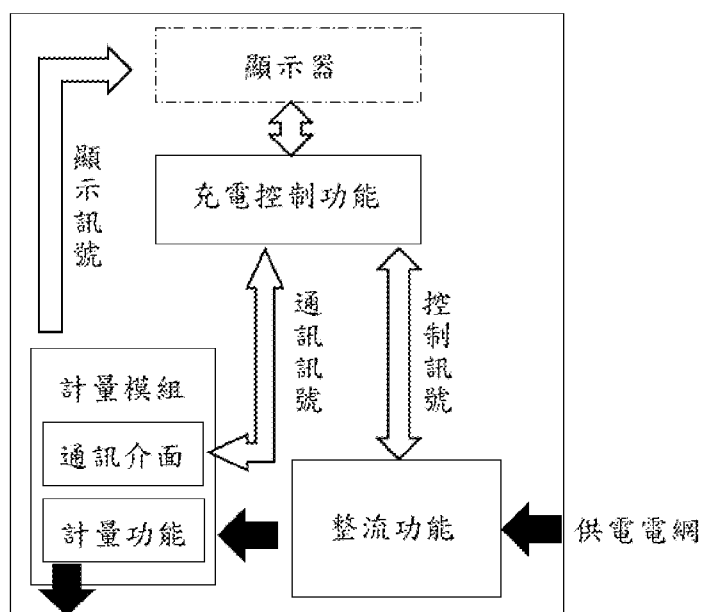 顯示器
充電控制功能
顯示訊號
通訊訊號
控制訊號
計量模組
通訊介面
計量功能
整流功能
供電電網